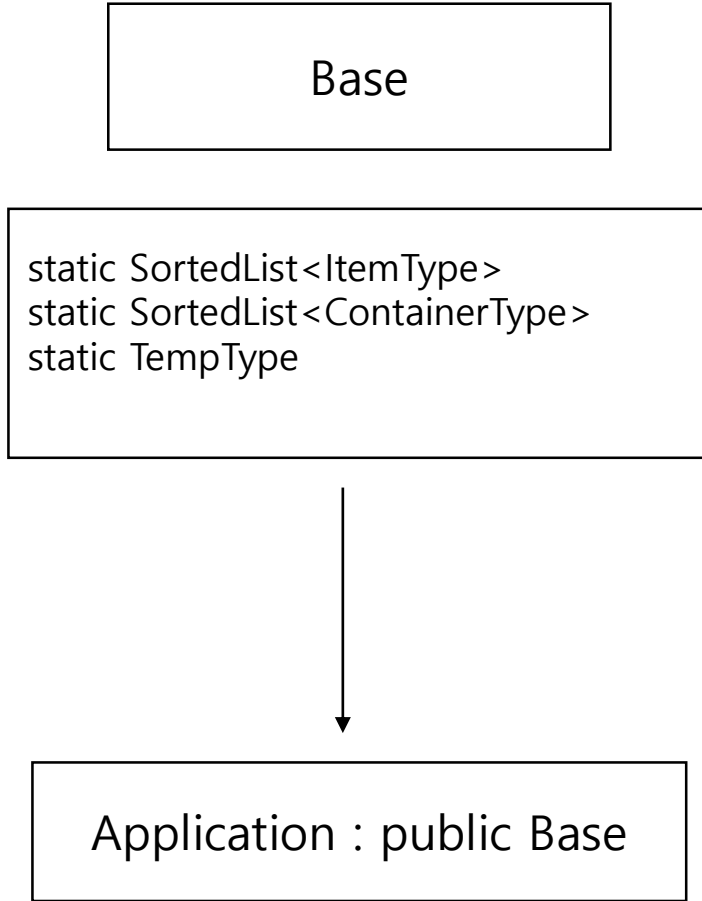 Base
static SortedList<ItemType>
static SortedList<ContainerType>
static TempType
Application : public Base